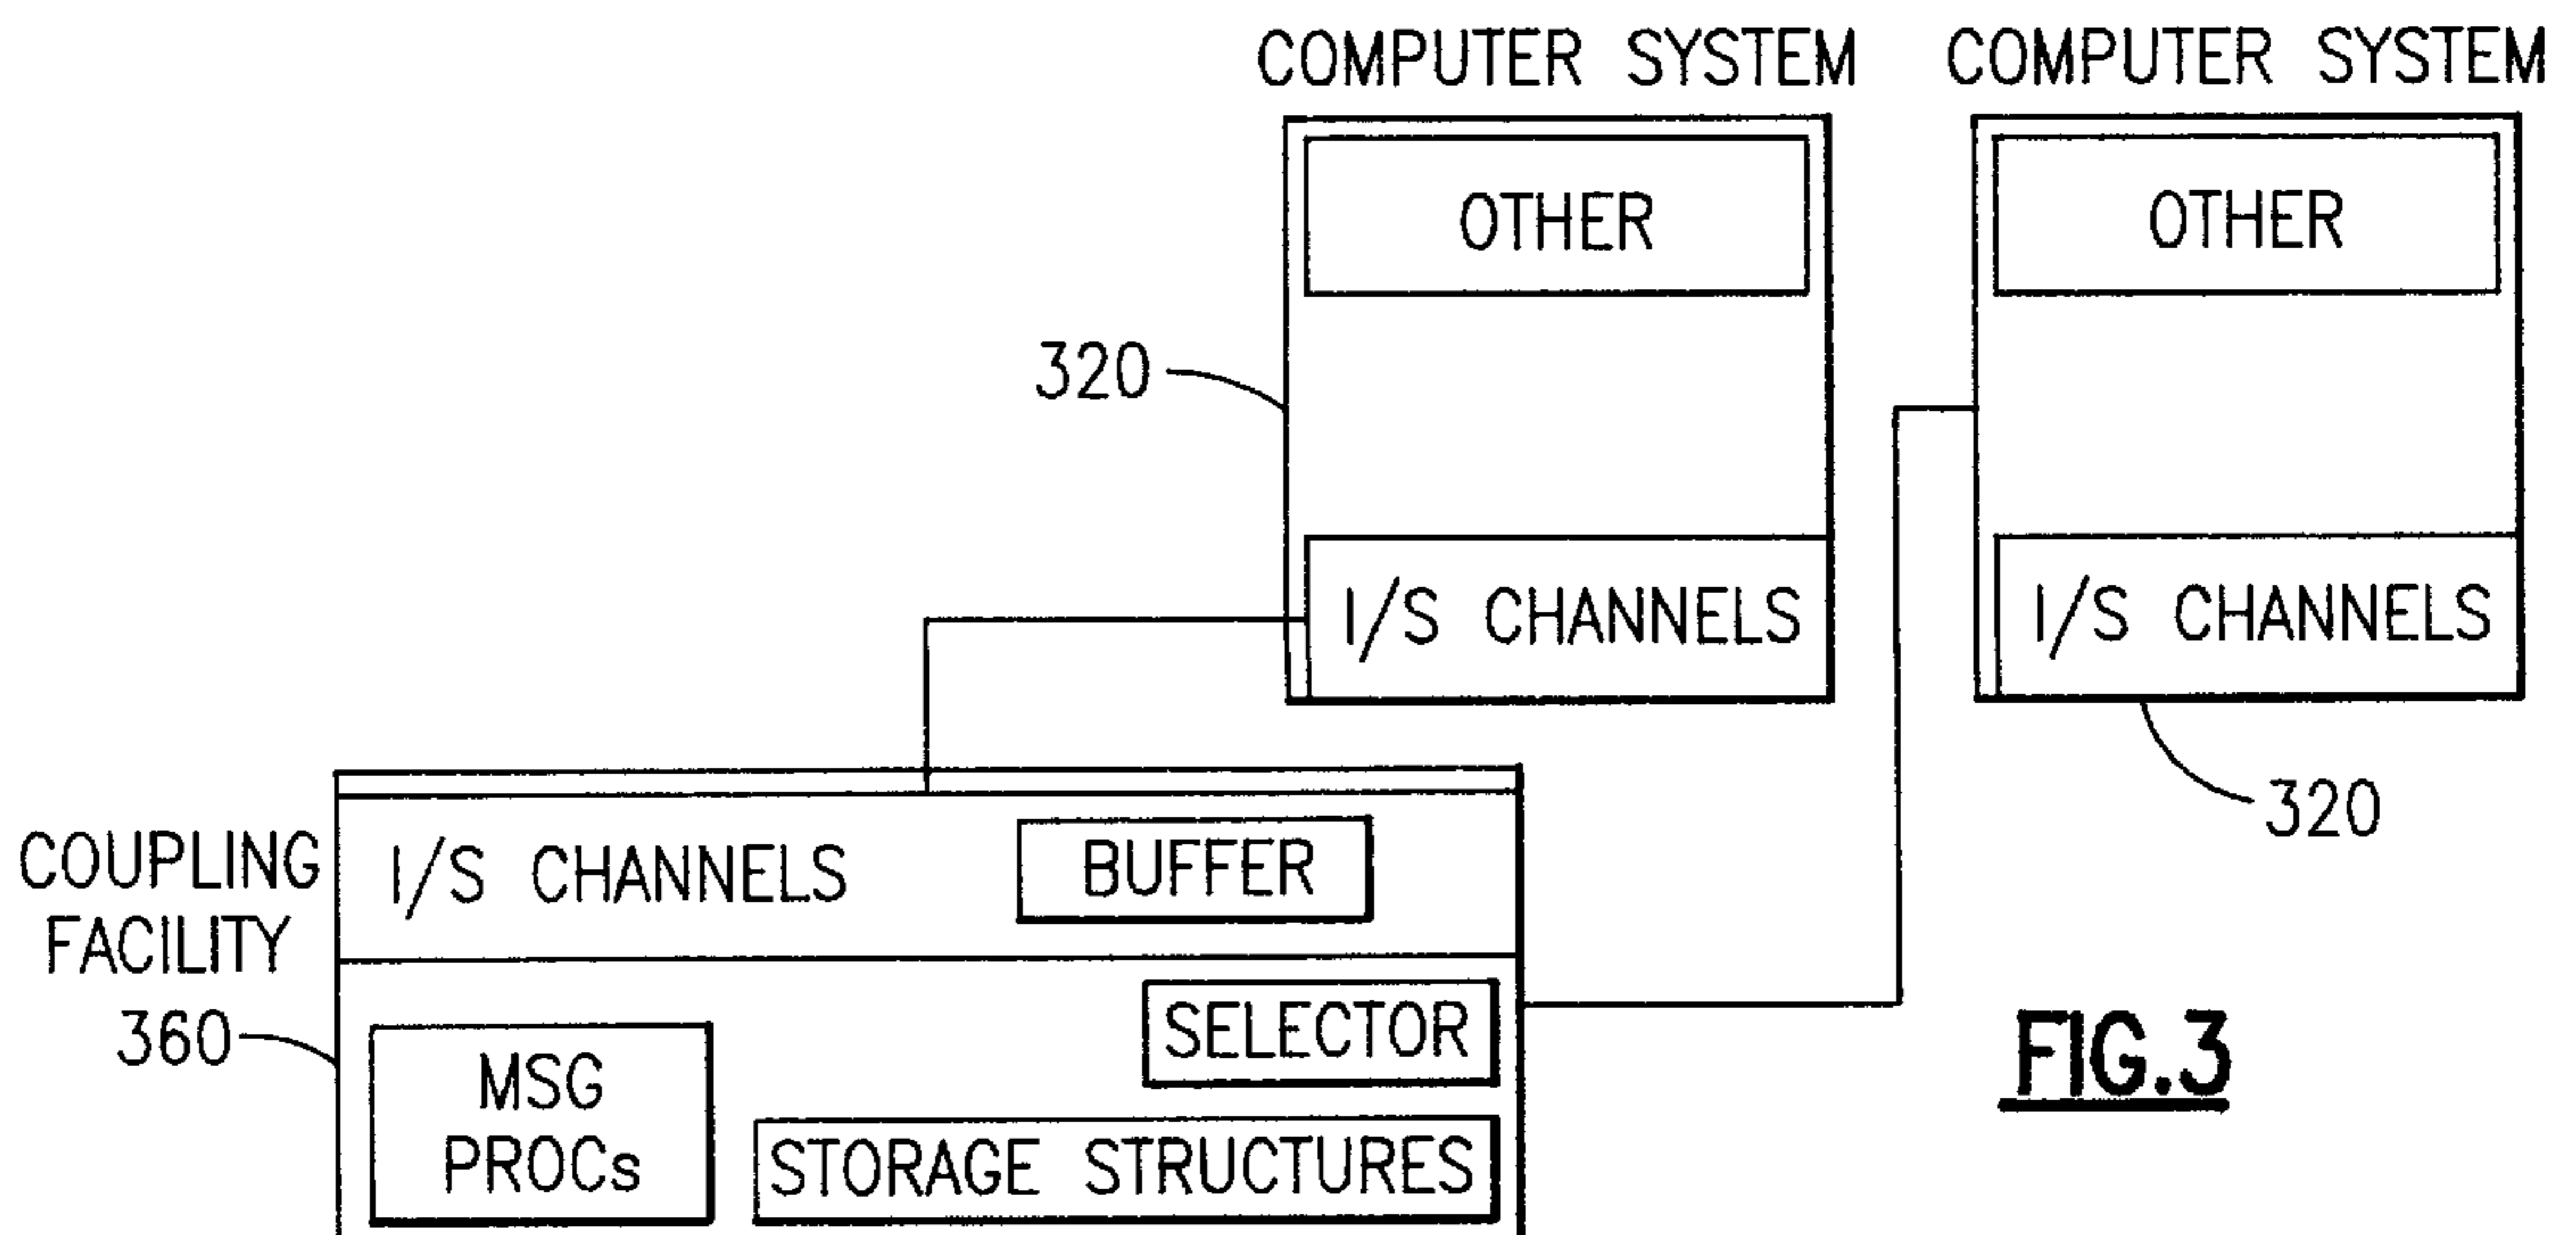 COMPUTER SYSTEM
COMPUTER SYSTEM
OTHER
OTHER
320
I/S CHANNELS
I/S CHANNELS
320
COUPLING
FACILITY
360
I/S CHANNELS
BUFFER
SELECTOR
MSG
PROCs
STORAGE STRUCTURES
FIG.3